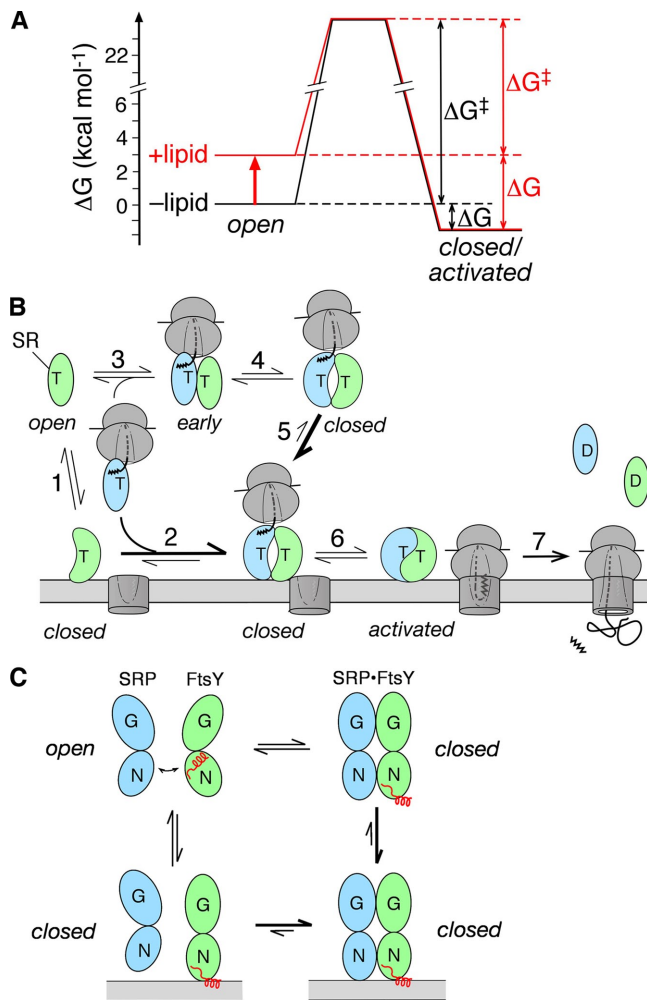 A
ΔG (kcal mol-1)
22
6
4
3
2
0
+lipid
–lipid
open
ΔG‡
ΔG‡
ΔG
ΔG
closed/
activated
B
SR
T
open
3
T
T
early
4
T
T
closed
1
T
5
T
closed
2
T
T
closed
6
T
T
activated
7
D
D
C
SRP
FtsY
SRP•FtsY
open
G
G
N
N
G
G
N
N
closed
closed
G
G
N
N
G
G
N
N
closed